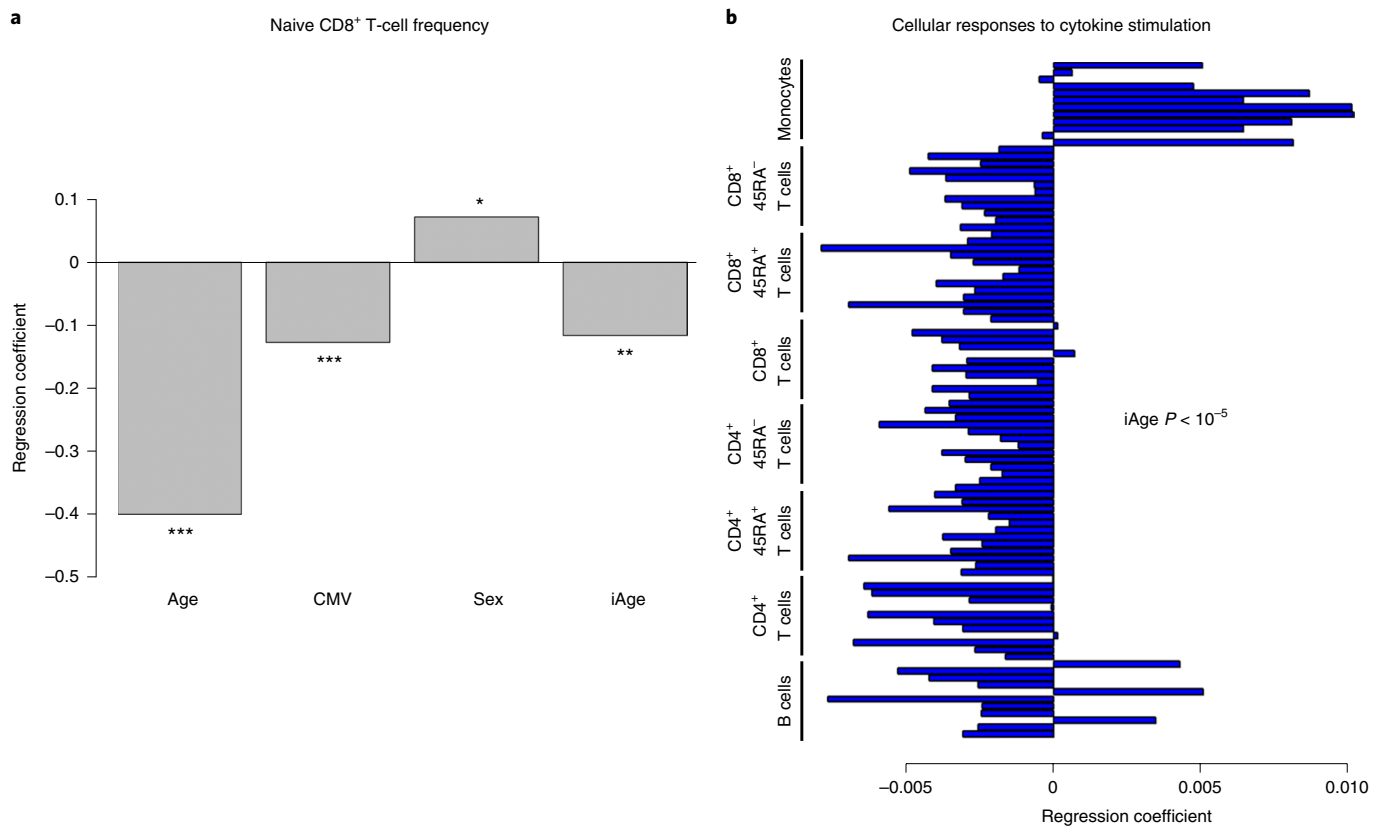 a
Naive CD8⁺ T-cell frequency
Regression coefficient
0.1
0
–0.1
–0.2
–0.3
–0.4
–0.5
***
***
*
**
Age
CMV
Sex
iAge
b
Cellular responses to cytokine stimulation
Monocytes
CD8⁺
45RA⁻
T cells
CD8⁺
45RA⁺
T cells
CD8⁺
T cells
CD4⁺
45RA⁻
T cells
CD4⁺
45RA⁺
T cells
CD4⁺
T cells
B cells
iAge P < 10⁻⁵
–0.005
0
0.005
0.010
Regression coefficient